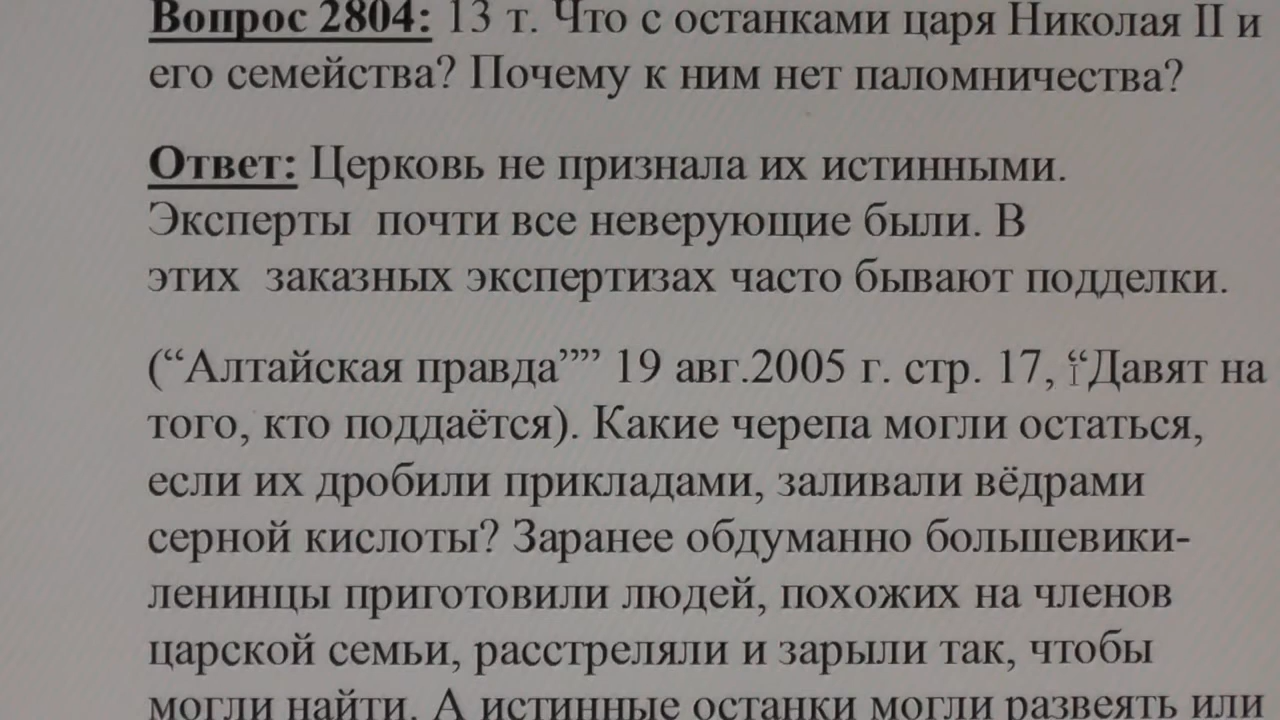 Вопрос 2804: 13 т. Что с останками царя Николая II и
его семейства? Почему к ним нет паломничества?
Ответ: Церковь не признала их истинными.
Эксперты  почти все неверующие были. В
этих  заказных экспертизах часто бывают подделки.
(“Алтайская правда”” 19 авг.2005 г. стр. 17, “Давят на
того, кто поддаётся). Какие черепа могли остаться,
если их дробили прикладами, заливали вёдрами
серной кислоты? Заранее обдуманно большевики-
ленинцы приготовили людей, похожих на членов
царской семьи, расстреляли и зарыли так, чтобы
могли найти. А истинные останки могли развеять или